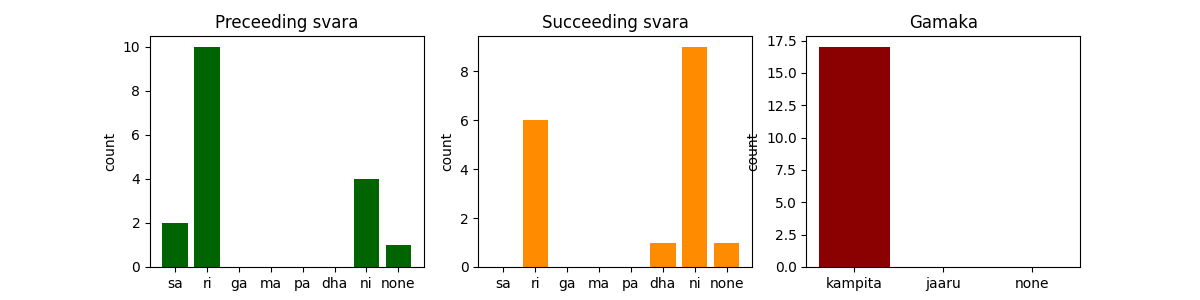 Preceeding svara
count
10
8
6
4
2
0
sa ri ga ma pa dha ni none
Succeeding svara
count
8
6
4
2
0
sa ri ga ma pa dha ni none
Gamaka
count
17.5
15.0
12.5
10.0
7.5
5.0
2.5
0.0
kampita jaaru none